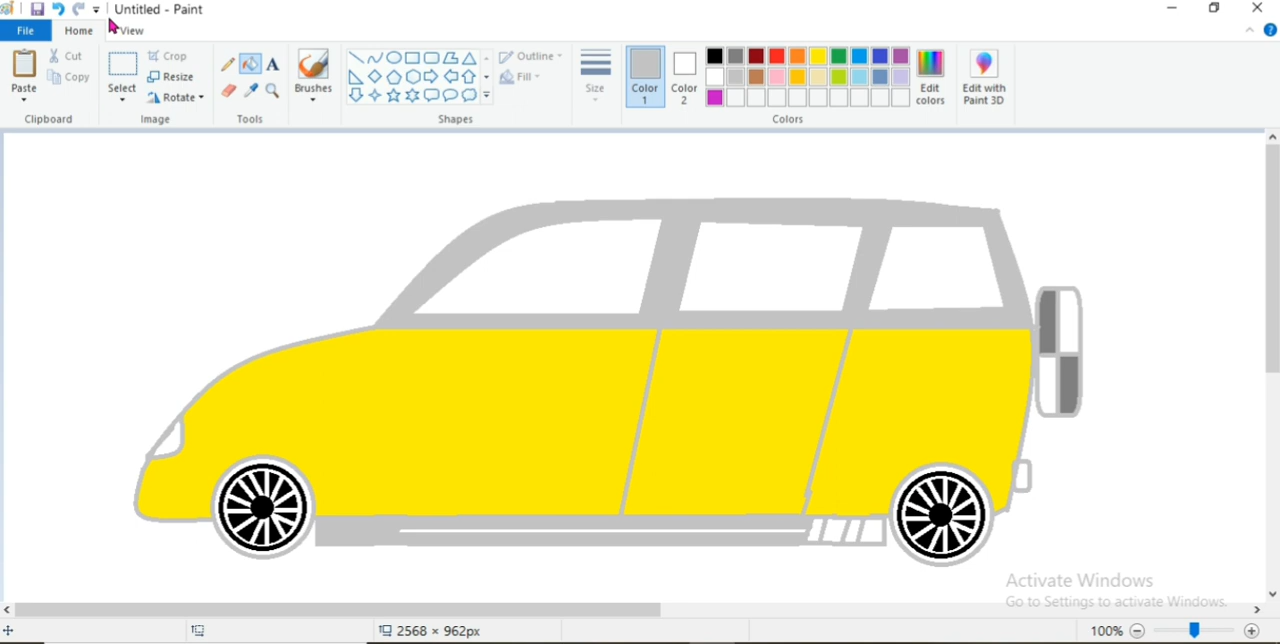 Untitled - Paint
File Home View
Paste
Cut
Copy
Clipboard
Select
Crop
Resize
Rotate
Image
A
Tools
Brushes
Shapes
Outline
Fill
Size
Color 1
Color 2
Edit colors
Colors
Edit with Paint 3D
Activate Windows
Go to Settings to activate Windows.
2568 × 962px
100%